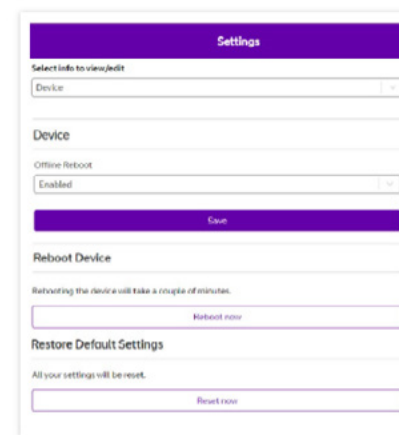 Settings
Select info to view/edit
Device
Device
Offline Reboot
Enabled
Save
Reboot Device
Rebooting the device will take a couple of minutes.
Reboot now
Restore Default Settings
All your settings will be reset.
Reset now